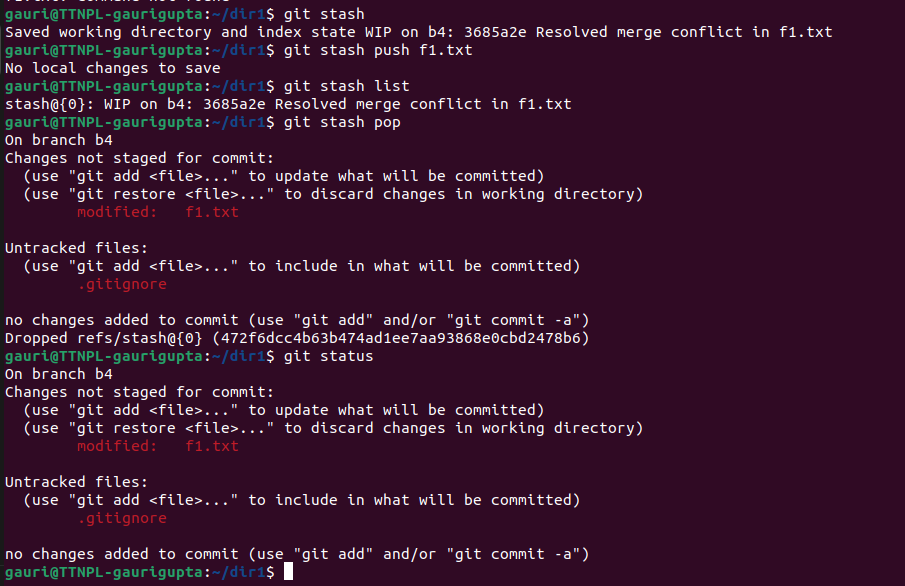 gauri@TTNPL-gaurigupta:~/dir1$ git stash
Saved working directory and index state WIP on b4: 3685a2e Resolved merge conflict in f1.txt
gauri@TTNPL-gaurigupta:~/dir1$ git stash push f1.txt
No local changes to save
gauri@TTNPL-gaurigupta:~/dir1$ git stash list
stash@{0}: WIP on b4: 3685a2e Resolved merge conflict in f1.txt
gauri@TTNPL-gaurigupta:~/dir1$ git stash pop
On branch b4
Changes not staged for commit:
  (use "git add <file>..." to update what will be committed)
  (use "git restore <file>..." to discard changes in working directory)
        modified:   f1.txt

Untracked files:
  (use "git add <file>..." to include in what will be committed)
        .gitignore

no changes added to commit (use "git add" and/or "git commit -a")
Dropped refs/stash@{0} (472f6dcc4b63b474ad1ee7aa93868e0cbd2478b6)
gauri@TTNPL-gaurigupta:~/dir1$ git status
On branch b4
Changes not staged for commit:
  (use "git add <file>..." to update what will be committed)
  (use "git restore <file>..." to discard changes in working directory)
        modified:   f1.txt

Untracked files:
  (use "git add <file>..." to include in what will be committed)
        .gitignore

no changes added to commit (use "git add" and/or "git commit -a")
gauri@TTNPL-gaurigupta:~/dir1$